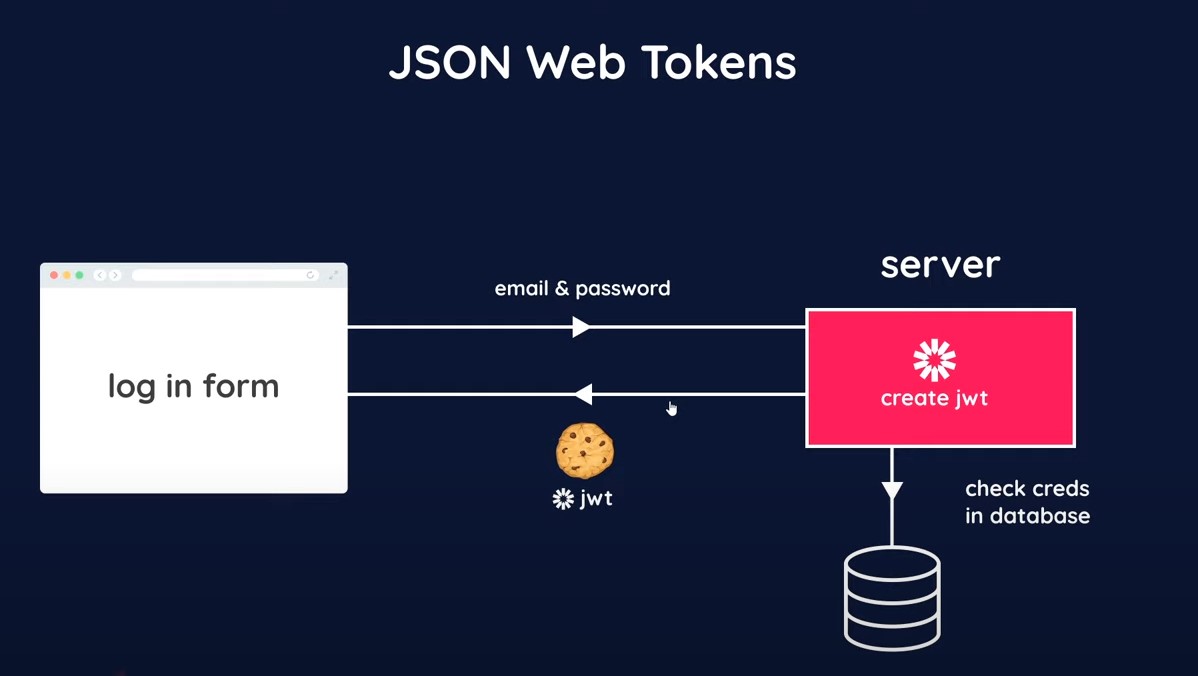 JSON Web Tokens
server
email & password
log in form
create jwt
jwt
check creds
in database